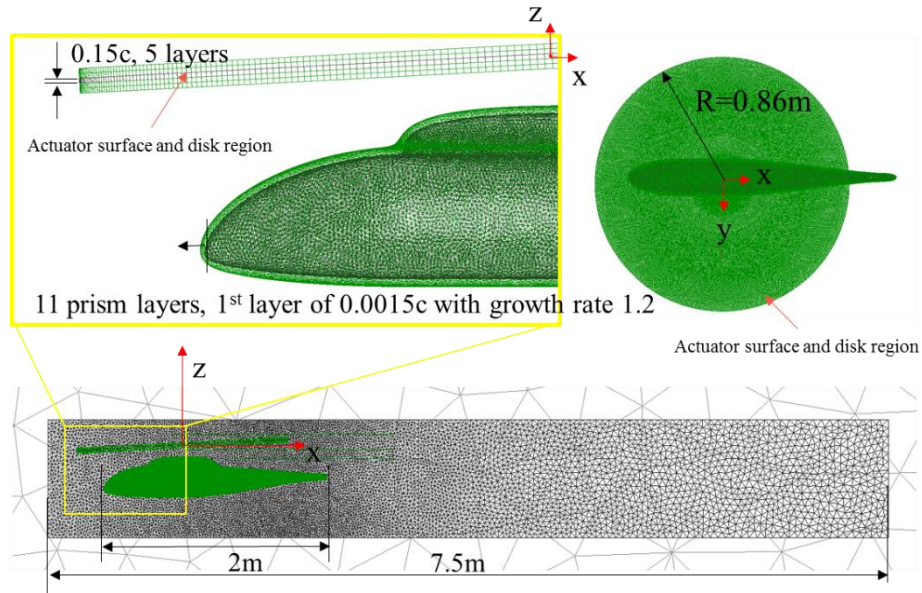 0.15c, 5 layers
z
x
Actuator surface and disk region
11 prism layers, 1st layer of 0.0015c with growth rate 1.2
R=0.86m
x
y
Actuator surface and disk region
z
x
2m
7.5m